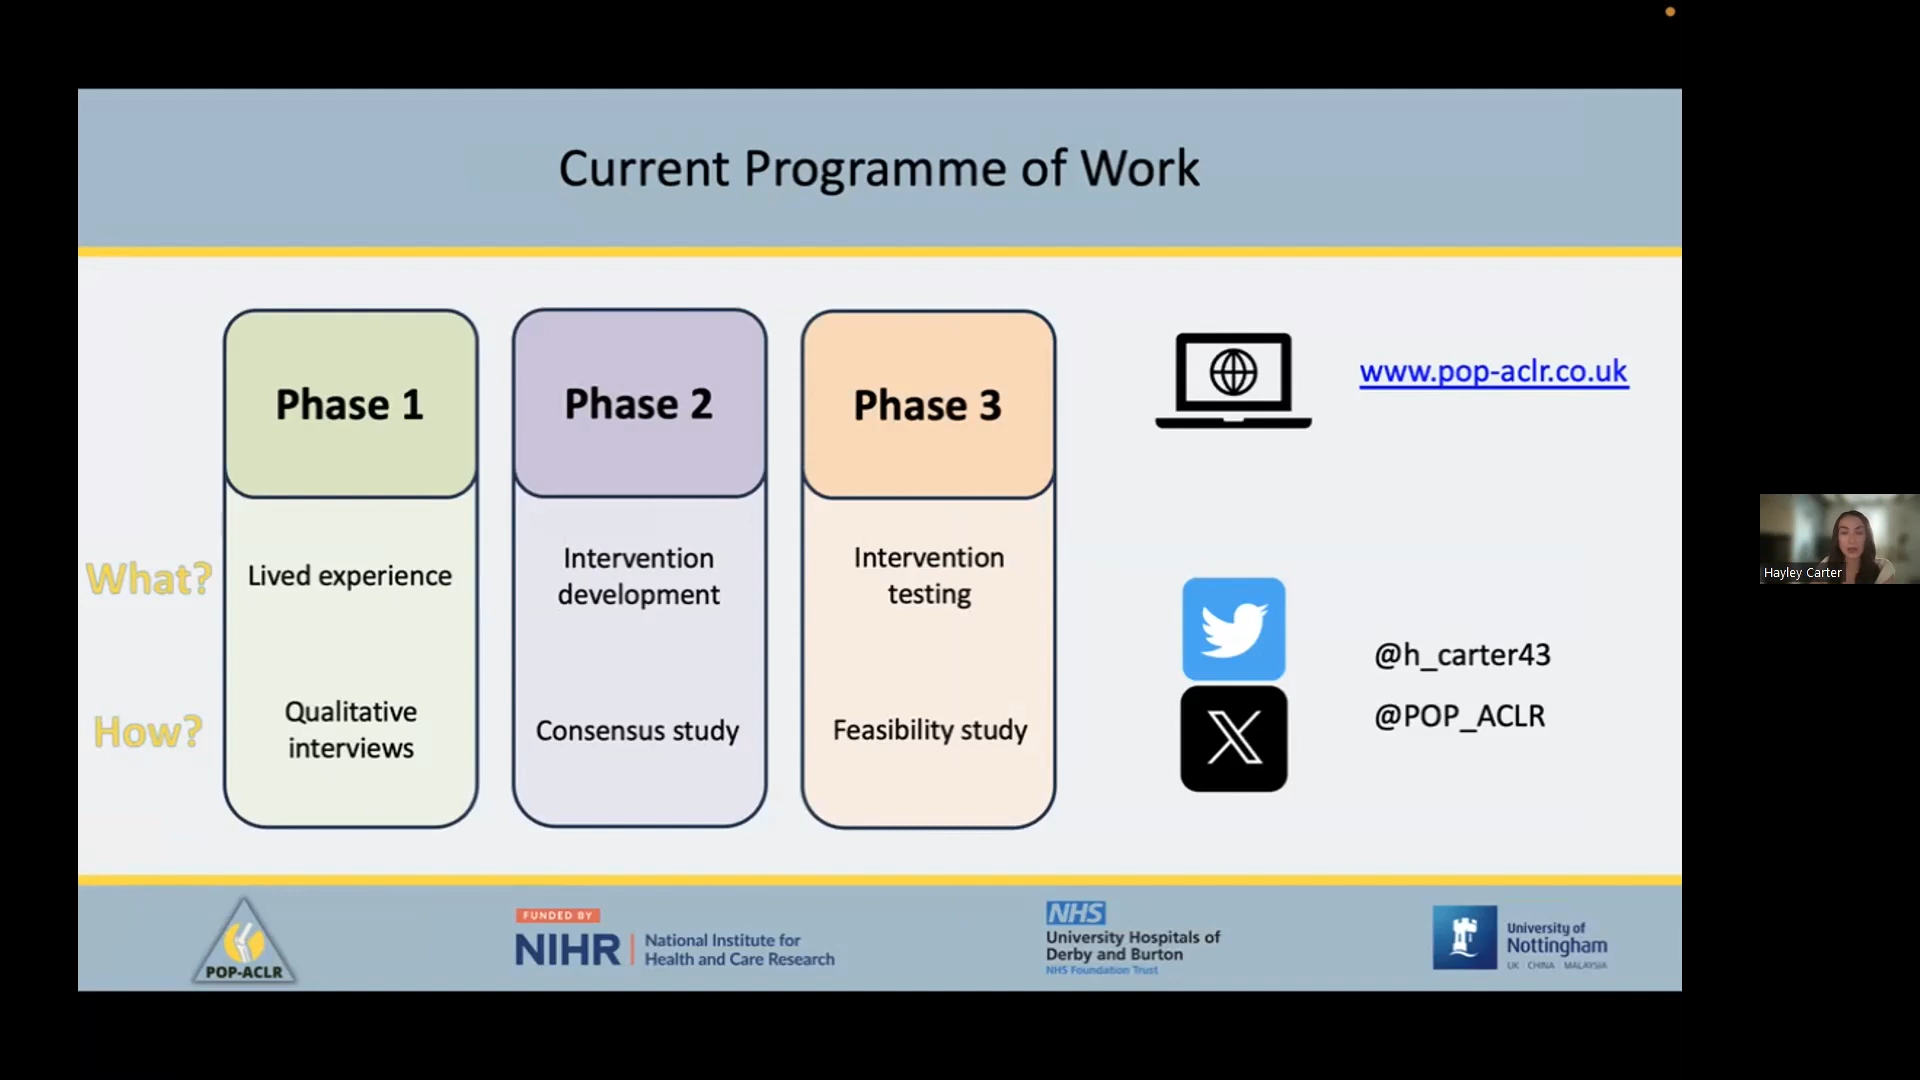 Current Programme of Work
Phase 1
Phase 2
Phase 3
www.pop-aclr.co.uk
What?
Lived experience
Intervention
development
Intervention
testing
How?
Qualitative
interviews
Consensus study
Feasibility study
@h_carter43
@POP_ACLR
Hayley Carter
POP-ACLR
FUNDED BY
NIHR
National Institute for
Health and Care Research
NHS
University Hospitals of
Derby and Burton
NHS Foundation Trust
University of
Nottingham
UK | CHINA | MALAYSIA